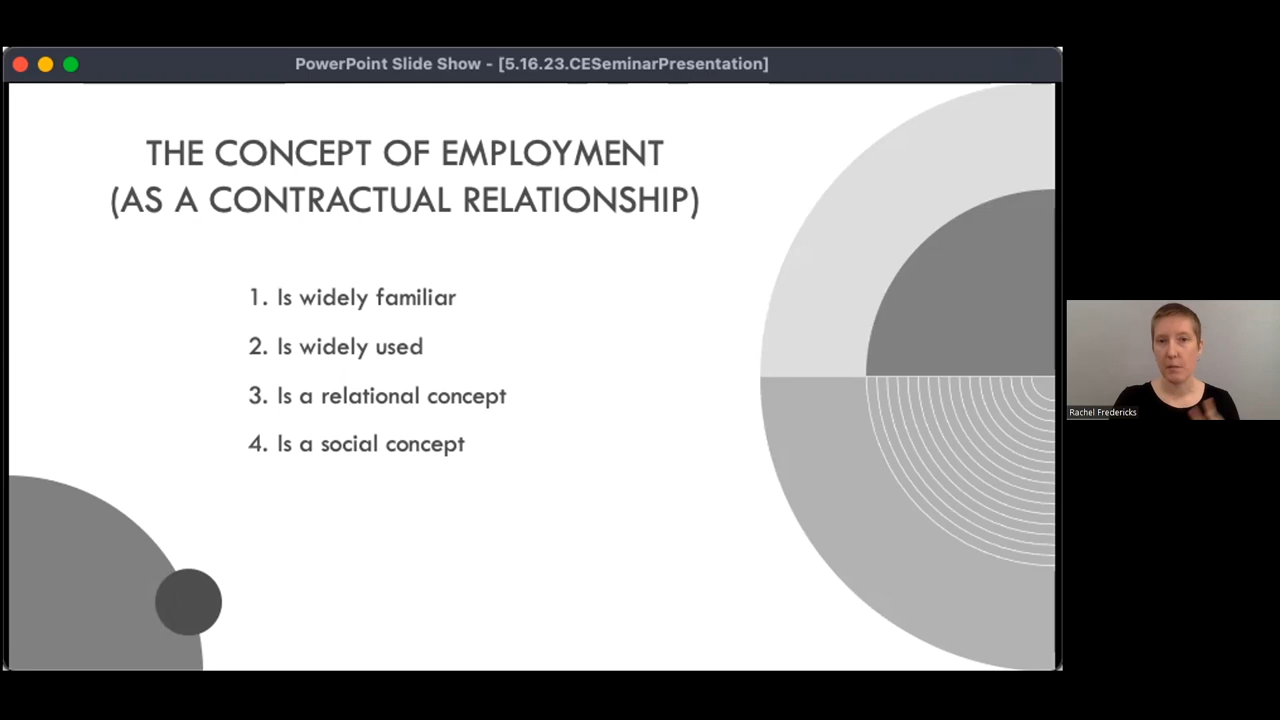 PowerPoint Slide Show - [5.16.23.CESeminarPresentation]
THE CONCEPT OF EMPLOYMENT
(AS A CONTRACTUAL RELATIONSHIP)
1. Is widely familiar
2. Is widely used
3. Is a relational concept
4. Is a social concept
Rachel Fredericks